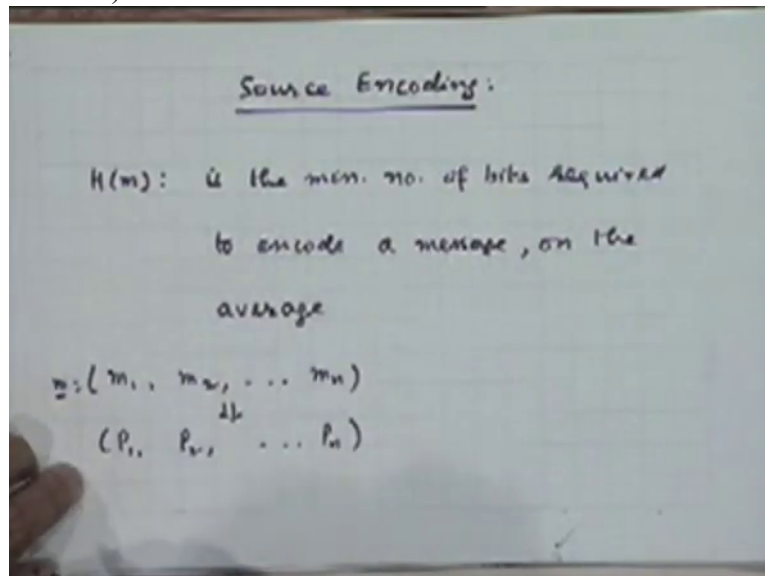 Source Encoding:
H(m): is the min. no. of bits required
to encode a message, on the
average
m: (m₁, m₂, ... mₙ)
(P₁, P₂, ... Pₙ)